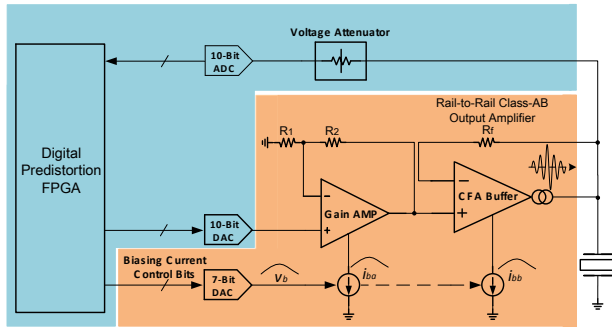 Voltage Attenuator
10-Bit
ADC
Rail-to-Rail Class-AB
Output Amplifier
R1
R2
Rf
Digital
Predistortion
FPGA
Gain AMP
CFA Buffer
10-Bit
DAC
Biasing Current
Control Bits
7-Bit
DAC
vb
iba
ibb